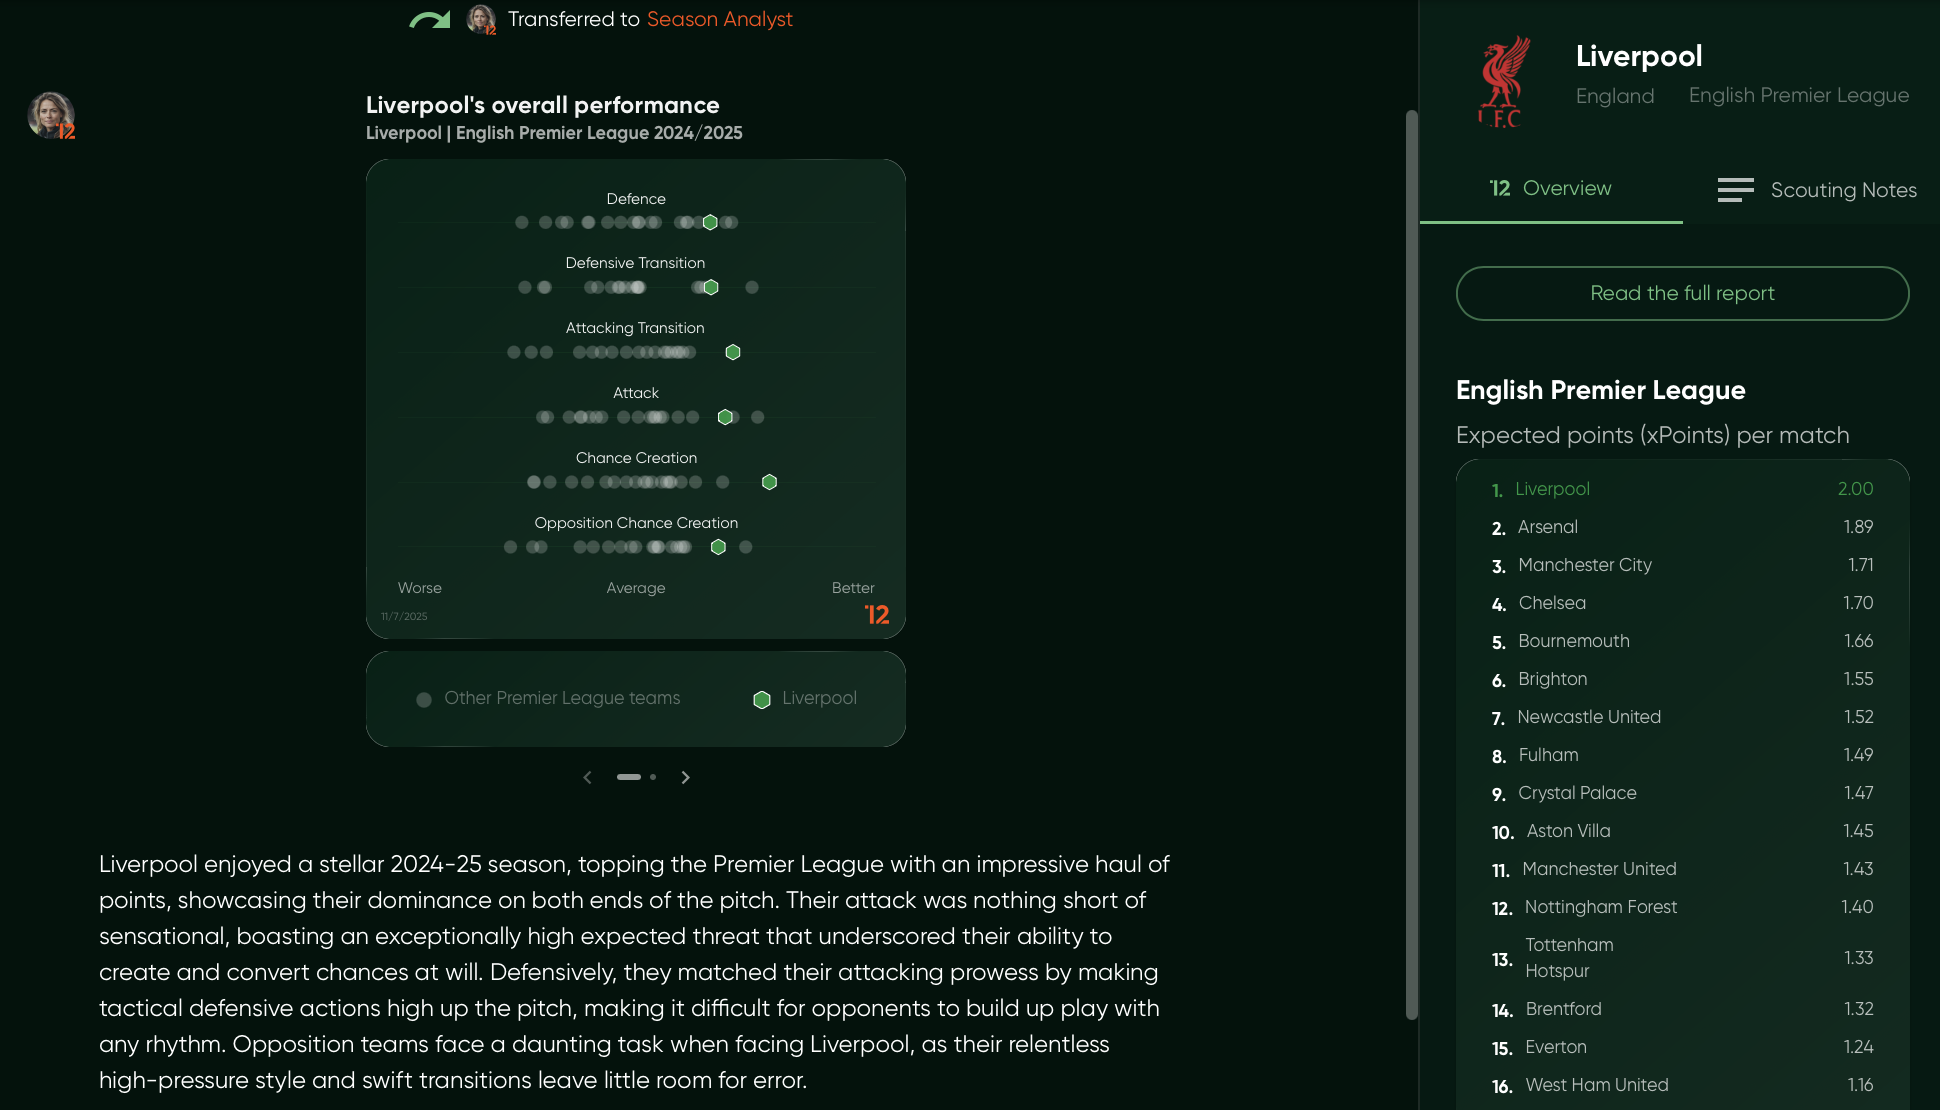 Transferred to Season Analyst
12
12
Liverpool's overall performance
Liverpool | English Premier League 2024/2025
Defence
Defensive Transition
Attacking Transition
Attack
Chance Creation
Opposition Chance Creation
Worse
Average
Better
11/7/2025
12
Other Premier League teams
Liverpool
Liverpool enjoyed a stellar 2024-25 season, topping the Premier League with an impressive haul of
points, showcasing their dominance on both ends of the pitch. Their attack was nothing short of
sensational, boasting an exceptionally high expected threat that underscored their ability to
create and convert chances at will. Defensively, they matched their attacking prowess by making
tactical defensive actions high up the pitch, making it difficult for opponents to build up play with
any rhythm. Opposition teams face a daunting task when facing Liverpool, as their relentless
high-pressure style and swift transitions leave little room for error.
L.F.C
Liverpool
England English Premier League
12 Overview
Scouting Notes
Read the full report
English Premier League
Expected points (xPoints) per match
1. Liverpool 2.00
2. Arsenal 1.89
3. Manchester City 1.71
4. Chelsea 1.70
5. Bournemouth 1.66
6. Brighton 1.55
7. Newcastle United 1.52
8. Fulham 1.49
9. Crystal Palace 1.47
10. Aston Villa 1.45
11. Manchester United 1.43
12. Nottingham Forest 1.40
13. Tottenham
Hotspur 1.33
14. Brentford 1.32
15. Everton 1.24
16. West Ham United 1.16